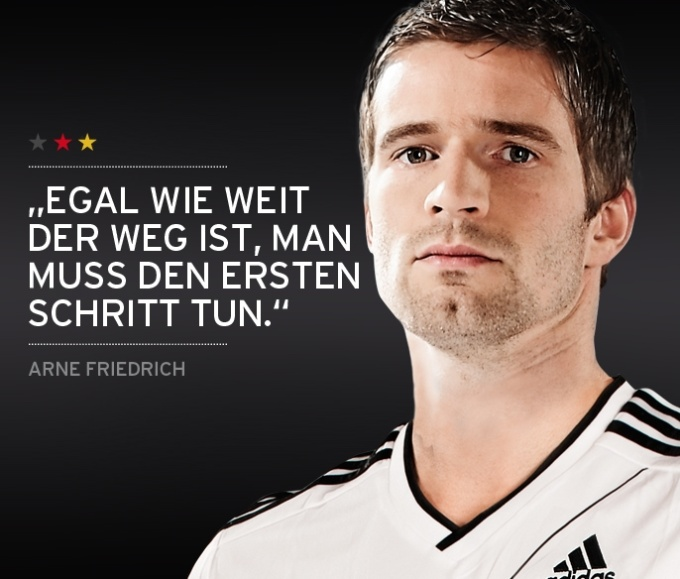 „EGAL WIE WEIT
DER WEG IST, MAN
MUSS DEN ERSTEN
SCHRITT TUN.“
ARNE FRIEDRICH
adidas